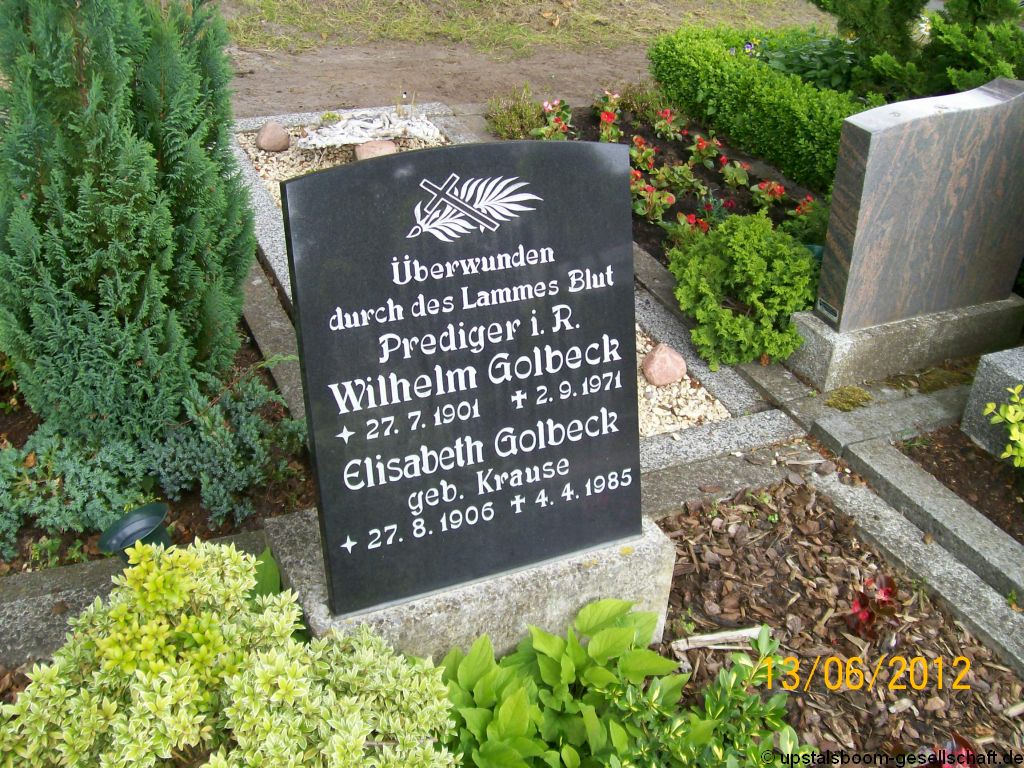 Überwunden
durch des Lammes Blut
Prediger i. R.
Wilhelm Golbeck
✦ 27. 7. 1901 ✝ 2. 9. 1971
Elisabeth Golbeck
geb. Krause
✦ 27. 8. 1906 ✝ 4. 4. 1985
13/06/2012
© upstalsboom-gesellschaft.de